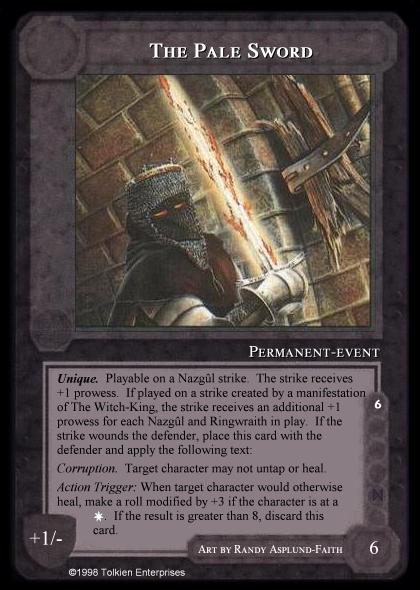 The Pale Sword
Permanent-event
Unique. Playable on a Nazgûl strike. The strike receives
+1 prowess. If played on a strike created by a manifestation
of The Witch-King, the strike receives an additional +1
prowess for each Nazgûl and Ringwraith in play. If the
strike wounds the defender, place this card with the
defender and apply the following text:
6
Corruption. Target character may not untap or heal.
Action Trigger: When target character would otherwise
heal, make a roll modified by +3 if the character is at a
. If the result is greater than 8, discard this
card.
+1/-
Art by Randy Asplund-Faith
6
©1998 Tolkien Enterprises